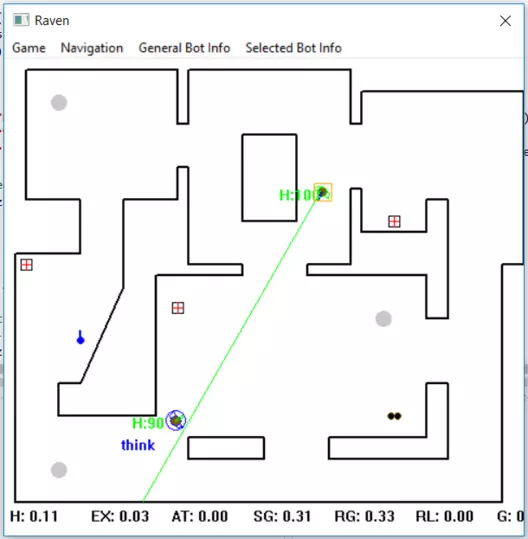 Raven
Game Navigation General Bot Info Selected Bot Info
H:100
H:90
think
H: 0.11 EX: 0.03 AT: 0.00 SG: 0.31 RG: 0.33 RL: 0.00 G: 0